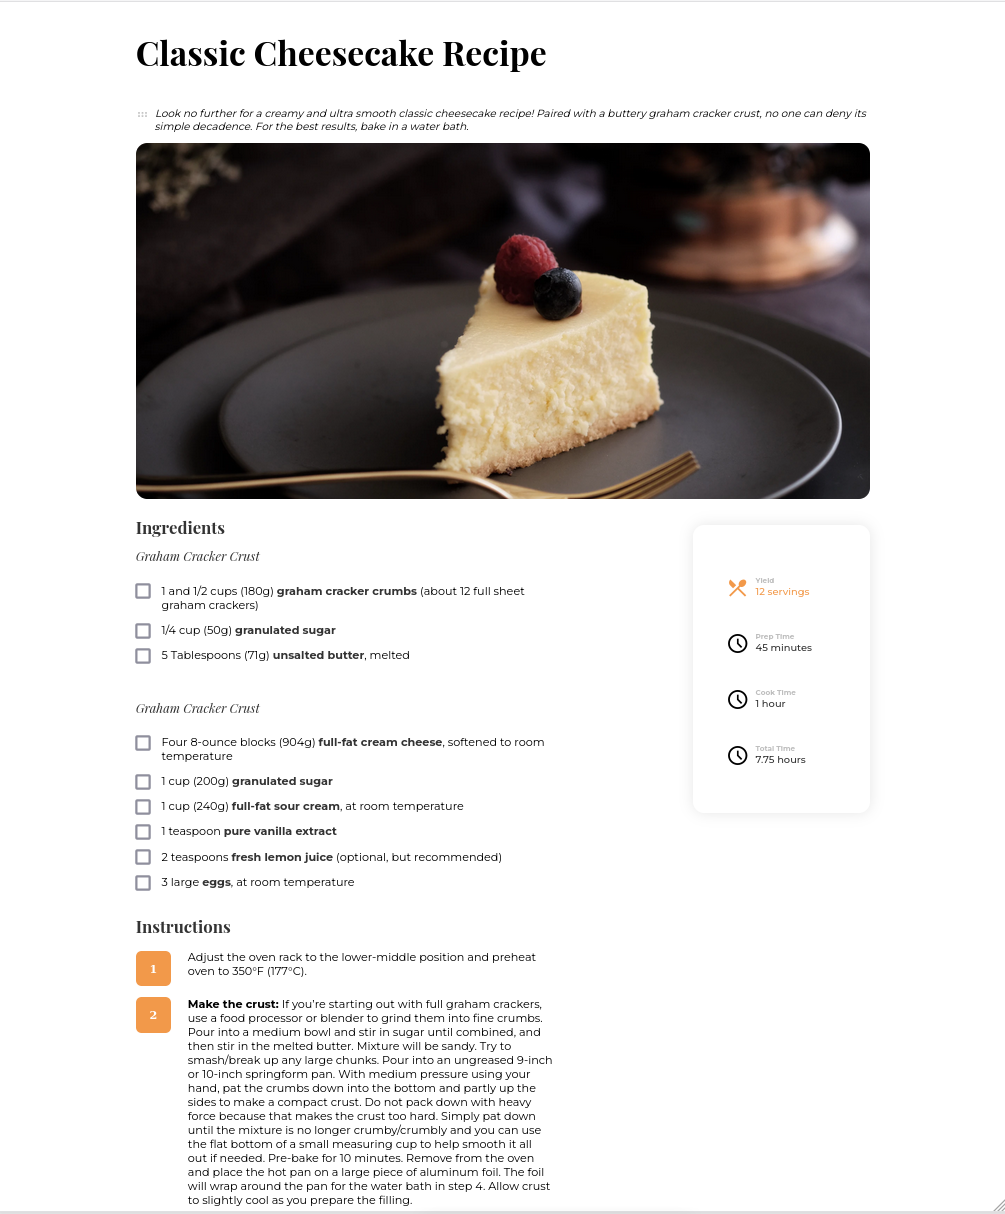 Classic Cheesecake Recipe
Look no further for a creamy and ultra smooth classic cheesecake recipe! Paired with a buttery graham cracker crust, no one can deny its
simple decadence. For the best results, bake in a water bath.
Ingredients
Graham Cracker Crust
1 and 1/2 cups (180g) graham cracker crumbs (about 12 full sheet
graham crackers)
1/4 cup (50g) granulated sugar
5 Tablespoons (71g) unsalted butter, melted
Graham Cracker Crust
Four 8-ounce blocks (904g) full-fat cream cheese, softened to room
temperature
1 cup (200g) granulated sugar
1 cup (240g) full-fat sour cream, at room temperature
1 teaspoon pure vanilla extract
2 teaspoons fresh lemon juice (optional, but recommended)
3 large eggs, at room temperature
Yield
12 servings
Prep Time
45 minutes
Cook Time
1 hour
Total Time
7.75 hours
Instructions
1
Adjust the oven rack to the lower-middle position and preheat
oven to 350°F (177°C).
2
Make the crust: If you're starting out with full graham crackers,
use a food processor or blender to grind them into fine crumbs.
Pour into a medium bowl and stir in sugar until combined, and
then stir in the melted butter. Mixture will be sandy. Try to
smash/break up any large chunks. Pour into an ungreased 9-inch
or 10-inch springform pan. With medium pressure using your
hand, pat the crumbs down into the bottom and partly up the
sides to make a compact crust. Do not pack down with heavy
force because that makes the crust too hard. Simply pat down
until the mixture is no longer crumby/crumbly and you can use
the flat bottom of a small measuring cup to help smooth it all
out if needed. Pre-bake for 10 minutes. Remove from the oven
and place the hot pan on a large piece of aluminum foil. The foil
will wrap around the pan for the water bath in step 4. Allow crust
to slightly cool as you prepare the filling.